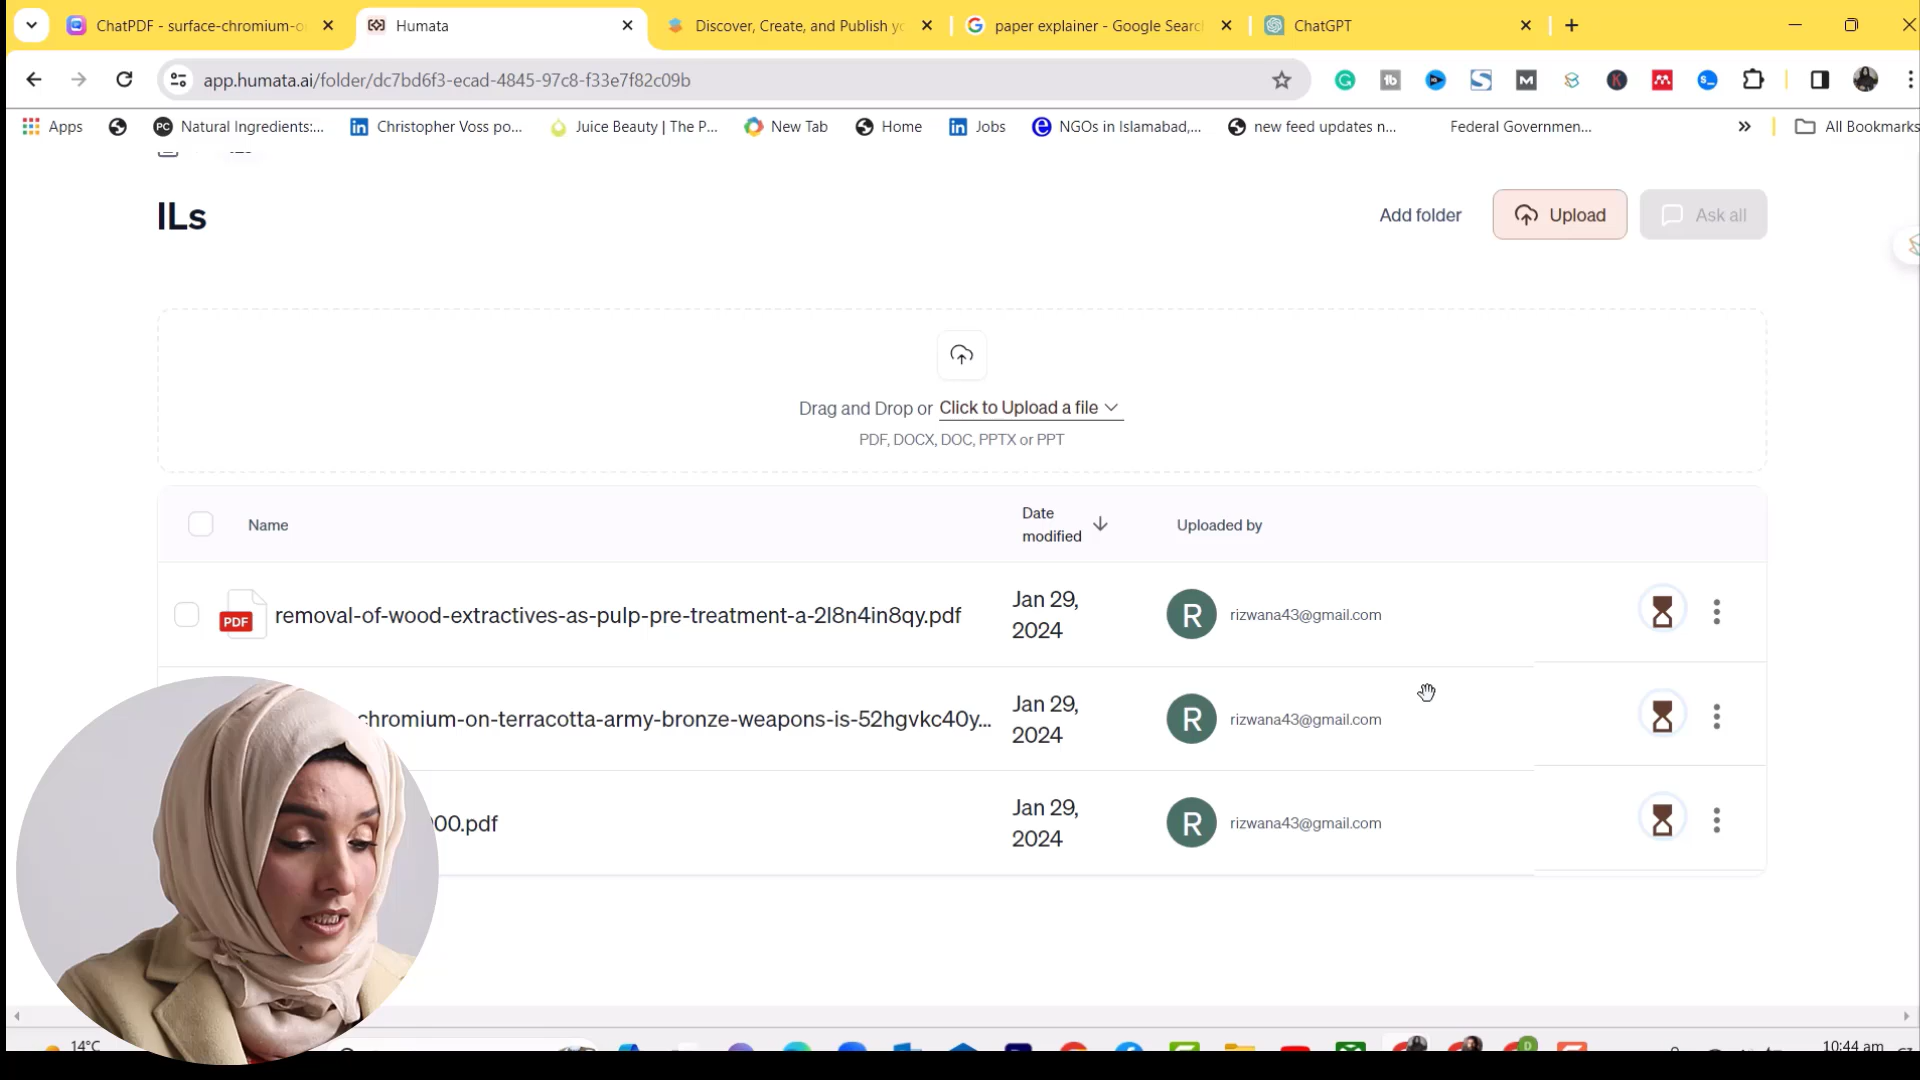 ChatPDF - surface-chromium-o
Humata
Discover, Create, and Publish yo
paper explainer - Google Searc
ChatGPT
app.humata.ai/folder/dc7bd6f3-ecad-4845-97c8-f33e7f82c09b
Apps
Natural Ingredients:...
Christopher Voss po...
Juice Beauty | The P...
New Tab
Home
Jobs
NGOs in Islamabad,...
new feed updates n...
Federal Governmen...
All Bookmarks
ILs
Add folder
Upload
Ask all
Drag and Drop or Click to Upload a file
PDF, DOCX, DOC, PPTX or PPT
Name
Date modified
Uploaded by
PDF
removal-of-wood-extractives-as-pulp-pre-treatment-a-2l8n4in8qy.pdf
Jan 29, 2024
R
rizwana43@gmail.com
chromium-on-terracotta-army-bronze-weapons-is-52hgvkc40y...
Jan 29, 2024
R
rizwana43@gmail.com
00.pdf
Jan 29, 2024
R
rizwana43@gmail.com
14°C
10:44 am